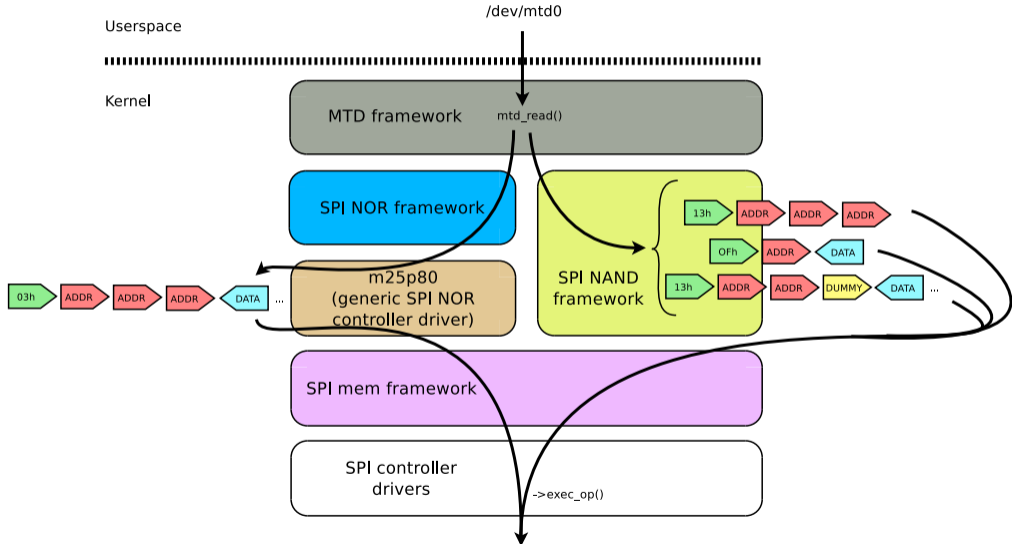 /dev/mtd0
Userspace
Kernel
MTD framework
mtd_read()
SPI NOR framework
13h ADDR ADDR ADDR
OFh ADDR DATA
SPI NAND
framework
13h ADDR ADDR DUMMY DATA ...
m25p80
(generic SPI NOR
controller driver)
03h ADDR ADDR ADDR DATA ...
SPI mem framework
SPI controller
drivers
->exec_op()